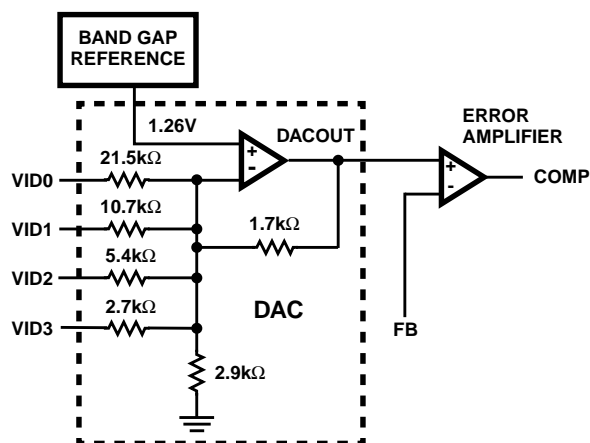 BAND GAP
REFERENCE
1.26V
DACOUT
ERROR
AMPLIFIER
+
-
+
-
COMP
21.5kΩ
VID0
10.7kΩ
VID1
1.7kΩ
5.4kΩ
VID2
2.7kΩ
VID3
DAC
FB
2.9kΩ